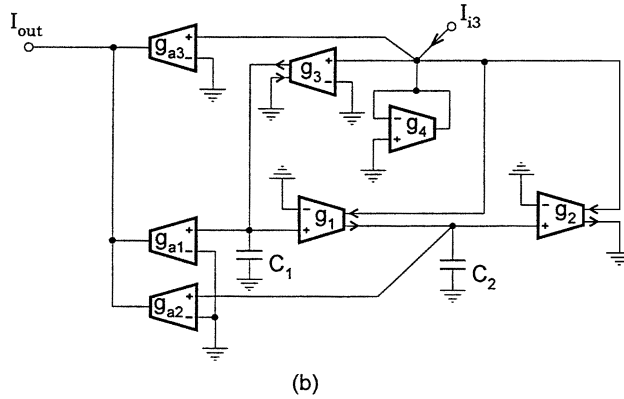 I_out
I_i3
g_a3
+
-
g_3
+
-
-
g_4
+
-
g_1
+
-
g_2
+
g_a1
+
-
C_1
C_2
g_a2
+
-
(b)